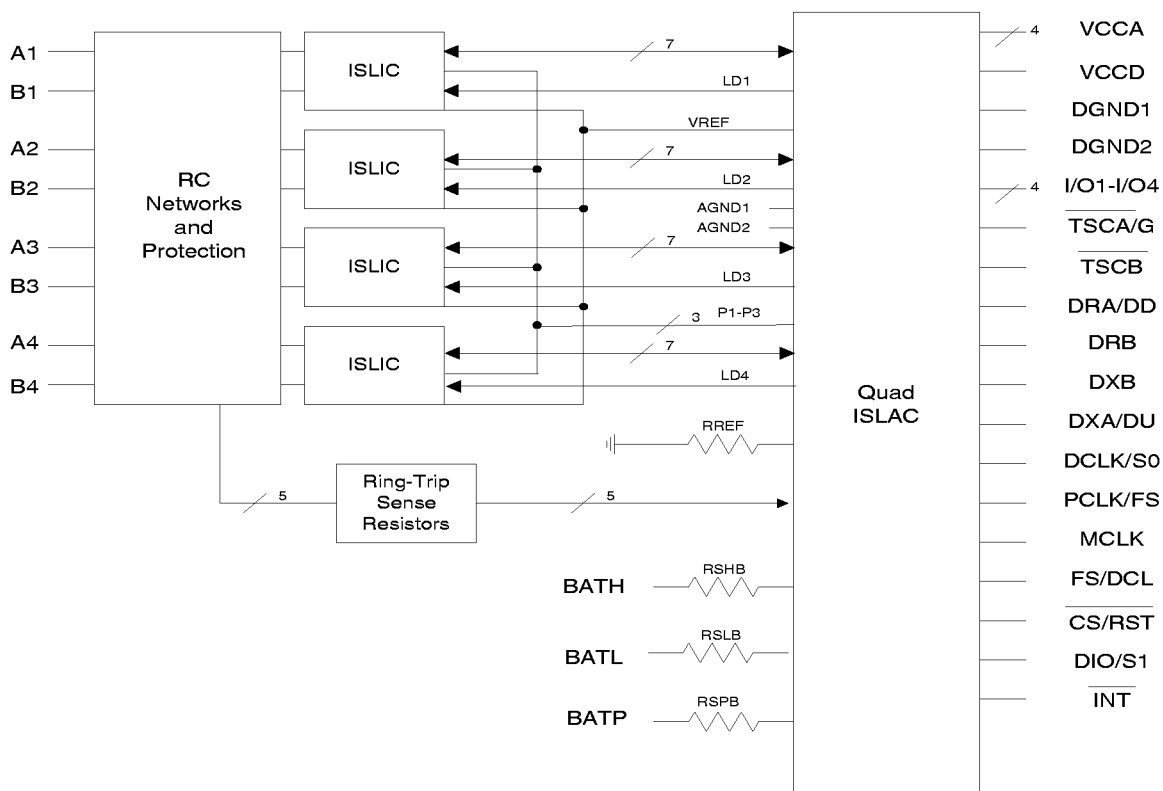 A1
B1
A2
B2
A3
B3
A4
B4
RC
Networks
and
Protection
ISLIC
ISLIC
ISLIC
ISLIC
7
LD1
VREF
7
LD2
AGND1
AGND2
7
LD3
3 P1-P3
7
LD4
RREF
5
Ring-Trip
Sense
Resistors
5
BATH
RSHB
BATL
RSLB
BATP
RSPB
Quad
ISLAC
4 VCCA
VCCD
DGND1
DGND2
4 I/O1-I/O4
TSCA/G
TSCB
DRA/DD
DRB
DXB
DXA/DU
DCLK/S0
PCLK/FS
MCLK
FS/DCL
CS/RST
DIO/S1
INT